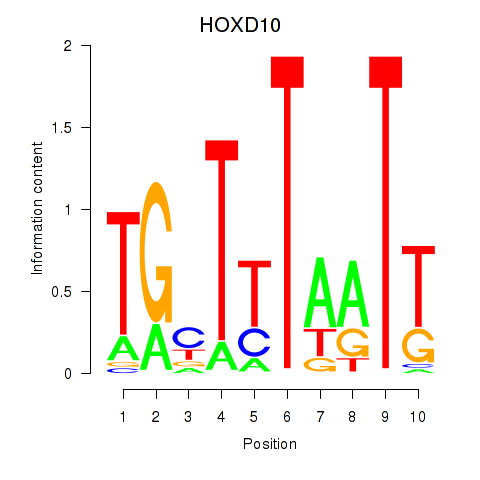 HOXD10
Information content
2
1.5
1
0.5
0
T A G C
G A
C T G A
T A
T C A
T
A T G
A G T
T
T G C A
1 2 3 4 5 6 7 8 9 10
Position